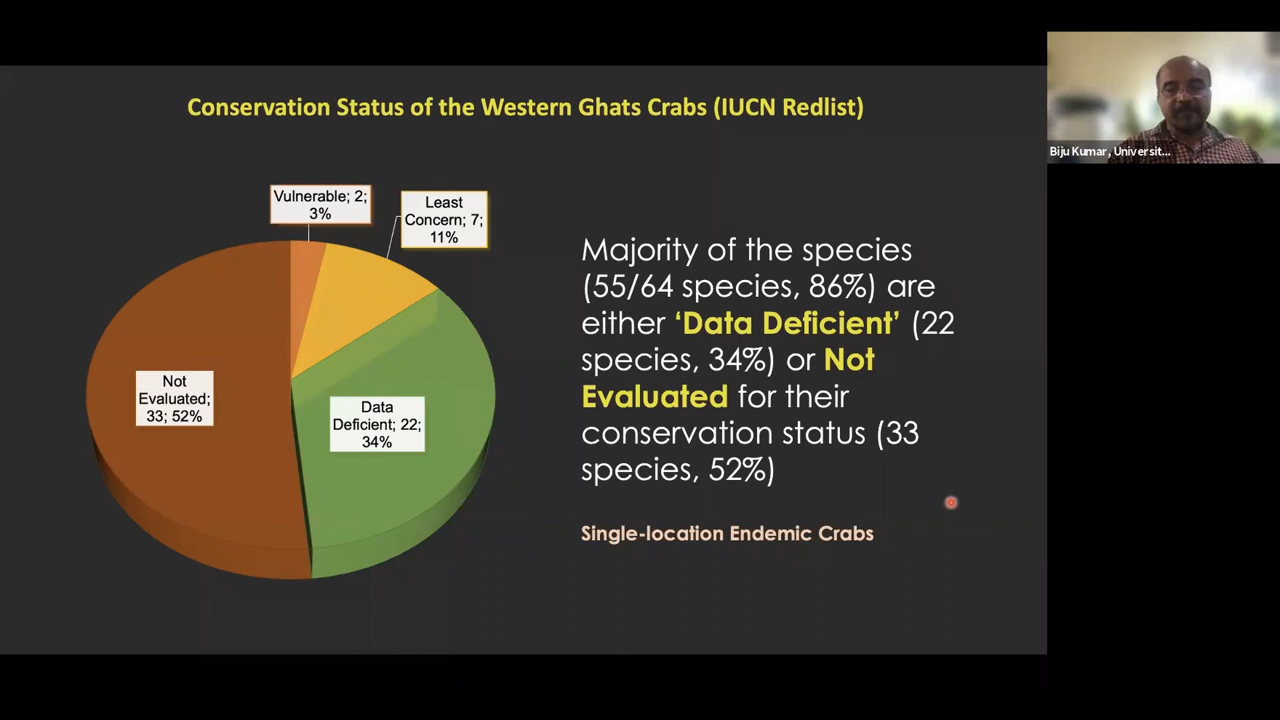 Conservation Status of the Western Ghats Crabs (IUCN Redlist)
Vulnerable; 2;
3%
Least
Concern; 7;
11%
Not
Evaluated;
33; 52%
Data
Deficient; 22;
34%
Majority of the species
(55/64 species, 86%) are
either ‘Data Deficient’ (22
species, 34%) or Not
Evaluated for their
conservation status (33
species, 52%)
Single-location Endemic Crabs
Biju Kumar, Universit...